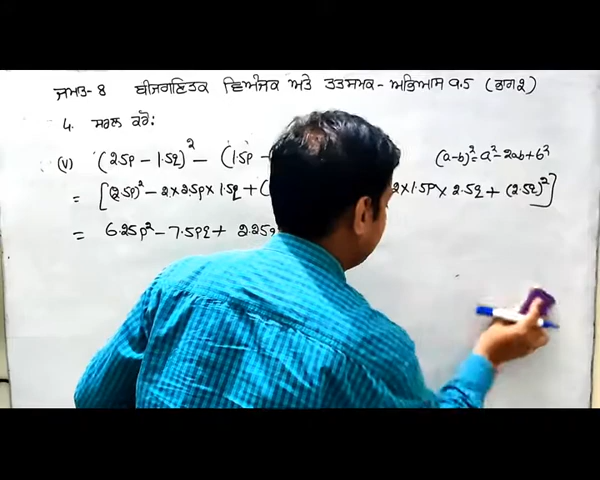 ਜਮਾਤ- 8 ਬੀਜਗਣਿਤਕ ਵਿਅੰਜਕ ਅਤੇ ਤਤਸਮਕ - ਅਭਿਆਸ 9.5 (ਭਾਗ 2)
4. ਸਰਲ ਕਰੋ:
(v) (2.5p - 1.5q)² - (1.5p - (a-b)² = a² - 2ab + b²
= [(2.5p)² - 2 × 2.5p × 1.5q + ( 2 × 1.5p × 2.5q + (2.5q)²]
= 6.25p² - 7.5pq + 2.25q